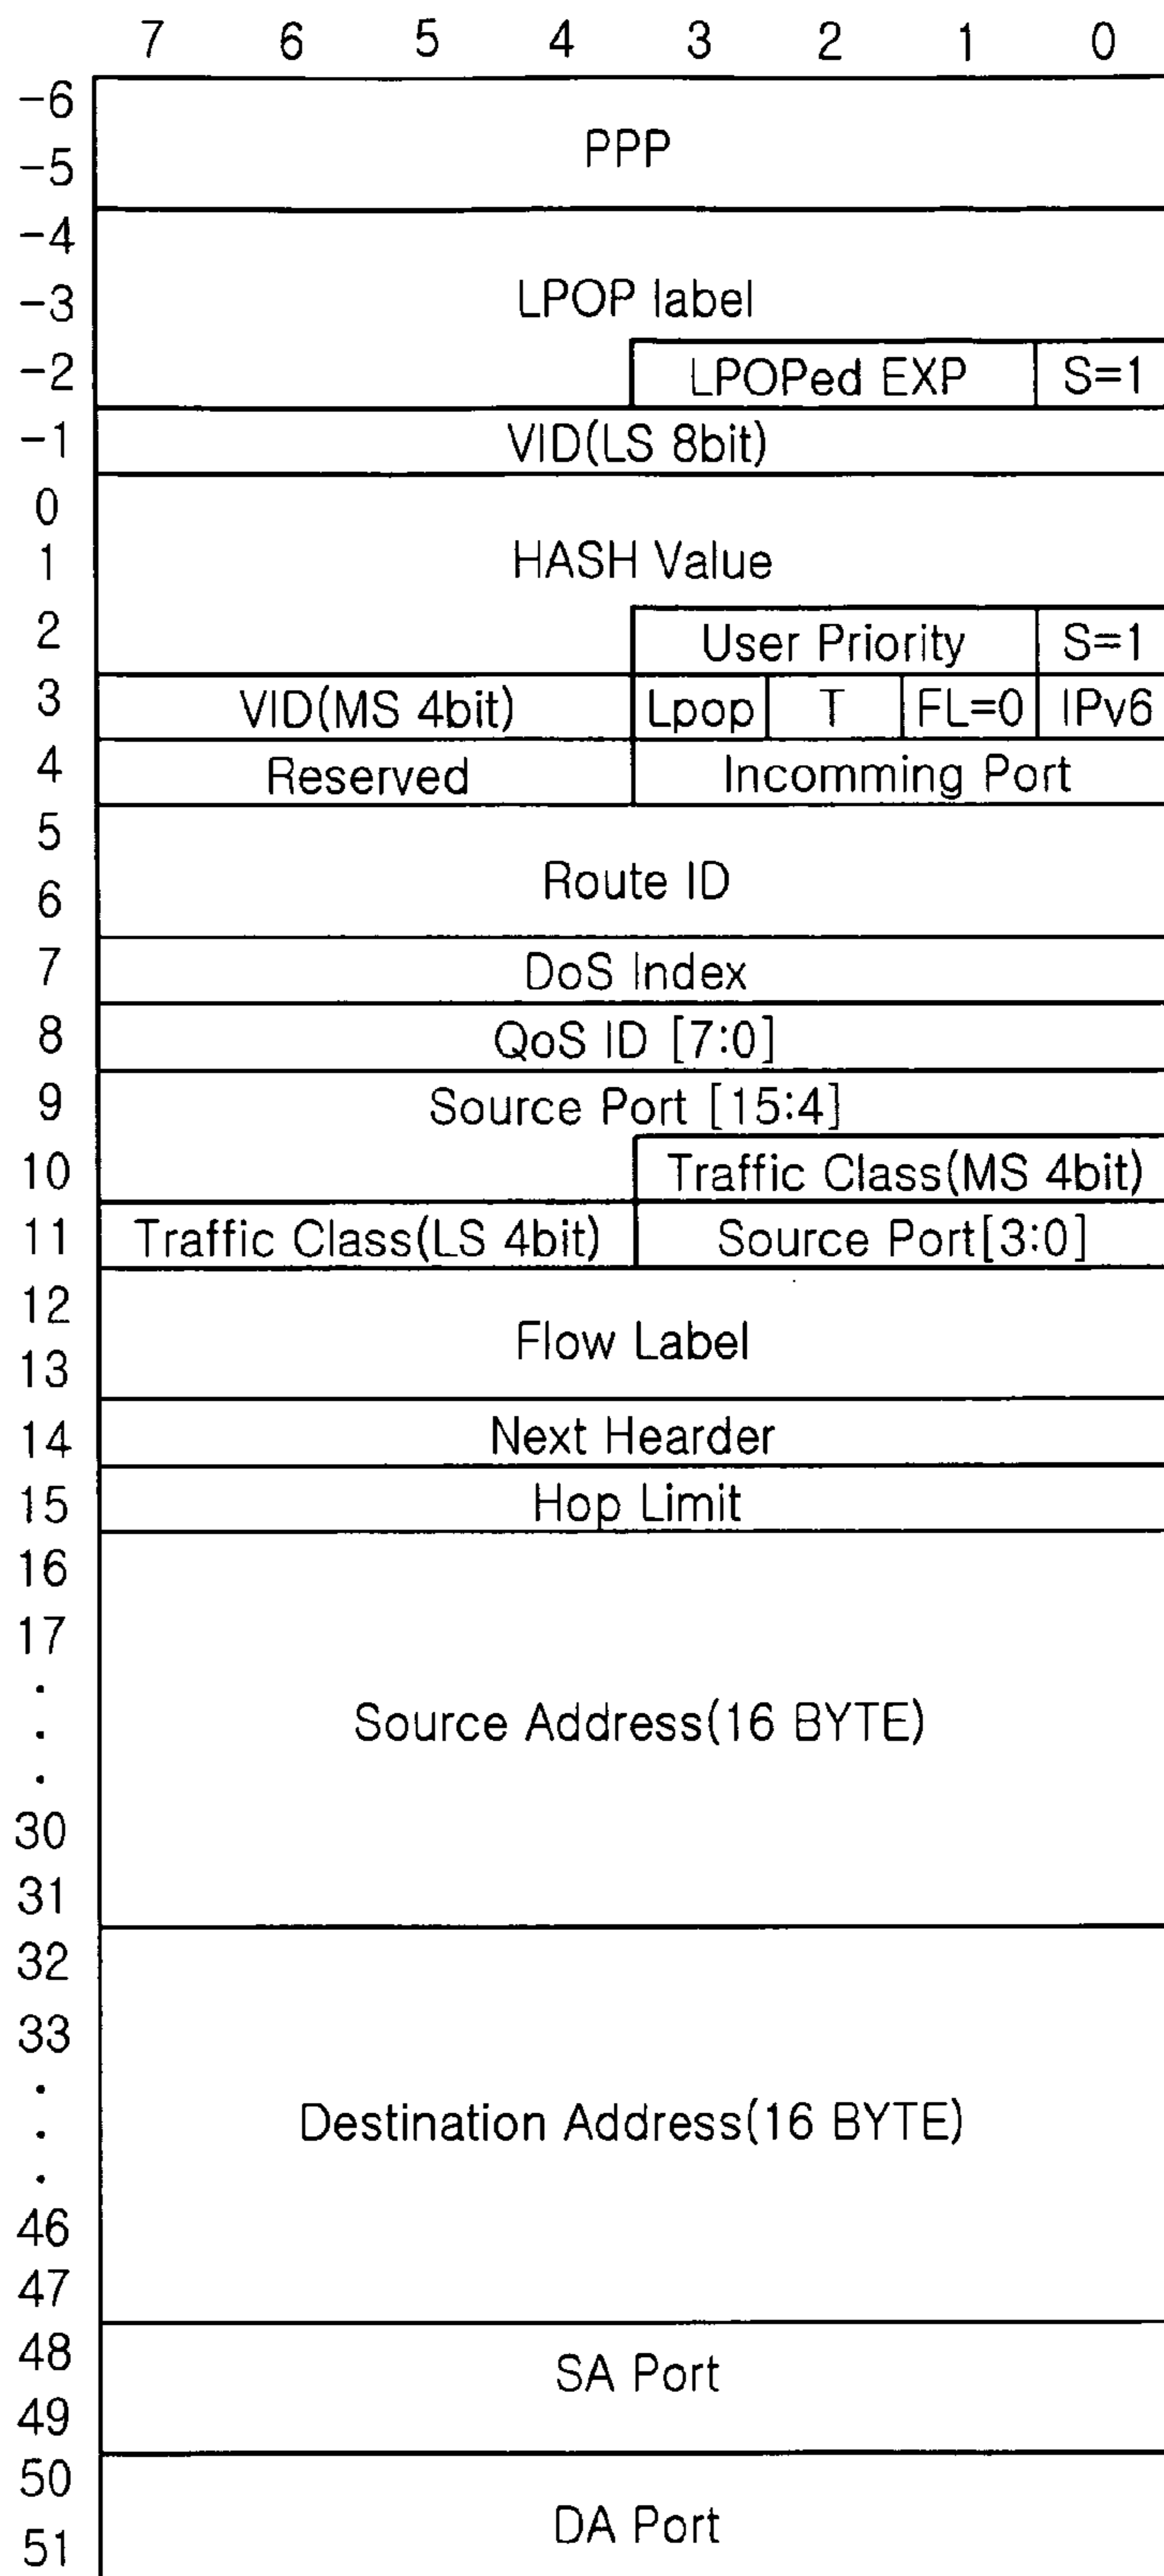 7 6 5 4 3 2 1 0
-6
PPP
-5
-4
-3 LPOP label
-2 LPOPed EXP S=1
-1 VID(LS 8bit)
0
1 HASH Value
2 User Priority S=1
3 VID(MS 4bit) Lpop T FL=0 IPv6
4 Reserved Incomming Port
5
Route ID
6
7 DoS Index
8 QoS ID [7:0]
9 Source Port [15:4]
10 Traffic Class(MS 4bit)
11 Traffic Class(LS 4bit) Source Port[3:0]
12
Flow Label
13
14 Next Hearder
15 Hop Limit
16
17
.
. Source Address(16 BYTE)
.
30
31
32
33
.
. Destination Address(16 BYTE)
.
46
47
48
SA Port
49
50
DA Port
51